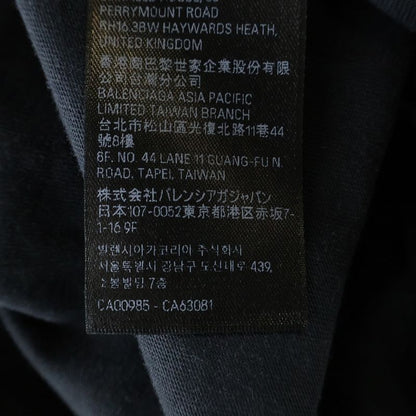 PERRYMOUNT ROAD
RH16 3BW HAYWARDS HEATH,
UNITED KINGDOM
香港商巴黎世家企業股份有限
公司台灣分公司
BALENCIAGA ASIA PACIFIC
LIMITED TAIWAN BRANCH
台北市松山區光復北路11巷44
號8樓
8F. NO. 44 LANE 11 GUANG-FU N.
ROAD, TAPEI, TAIWAN
株式会社バレンシアガジャパン
日本107-0052東京都港区赤坂7-
1-16 9F
발렌시아가코리아 주식회사
서울특별시 강남구 도산대로 439,
소봉빌딩 7층
CA00985 - CA63081